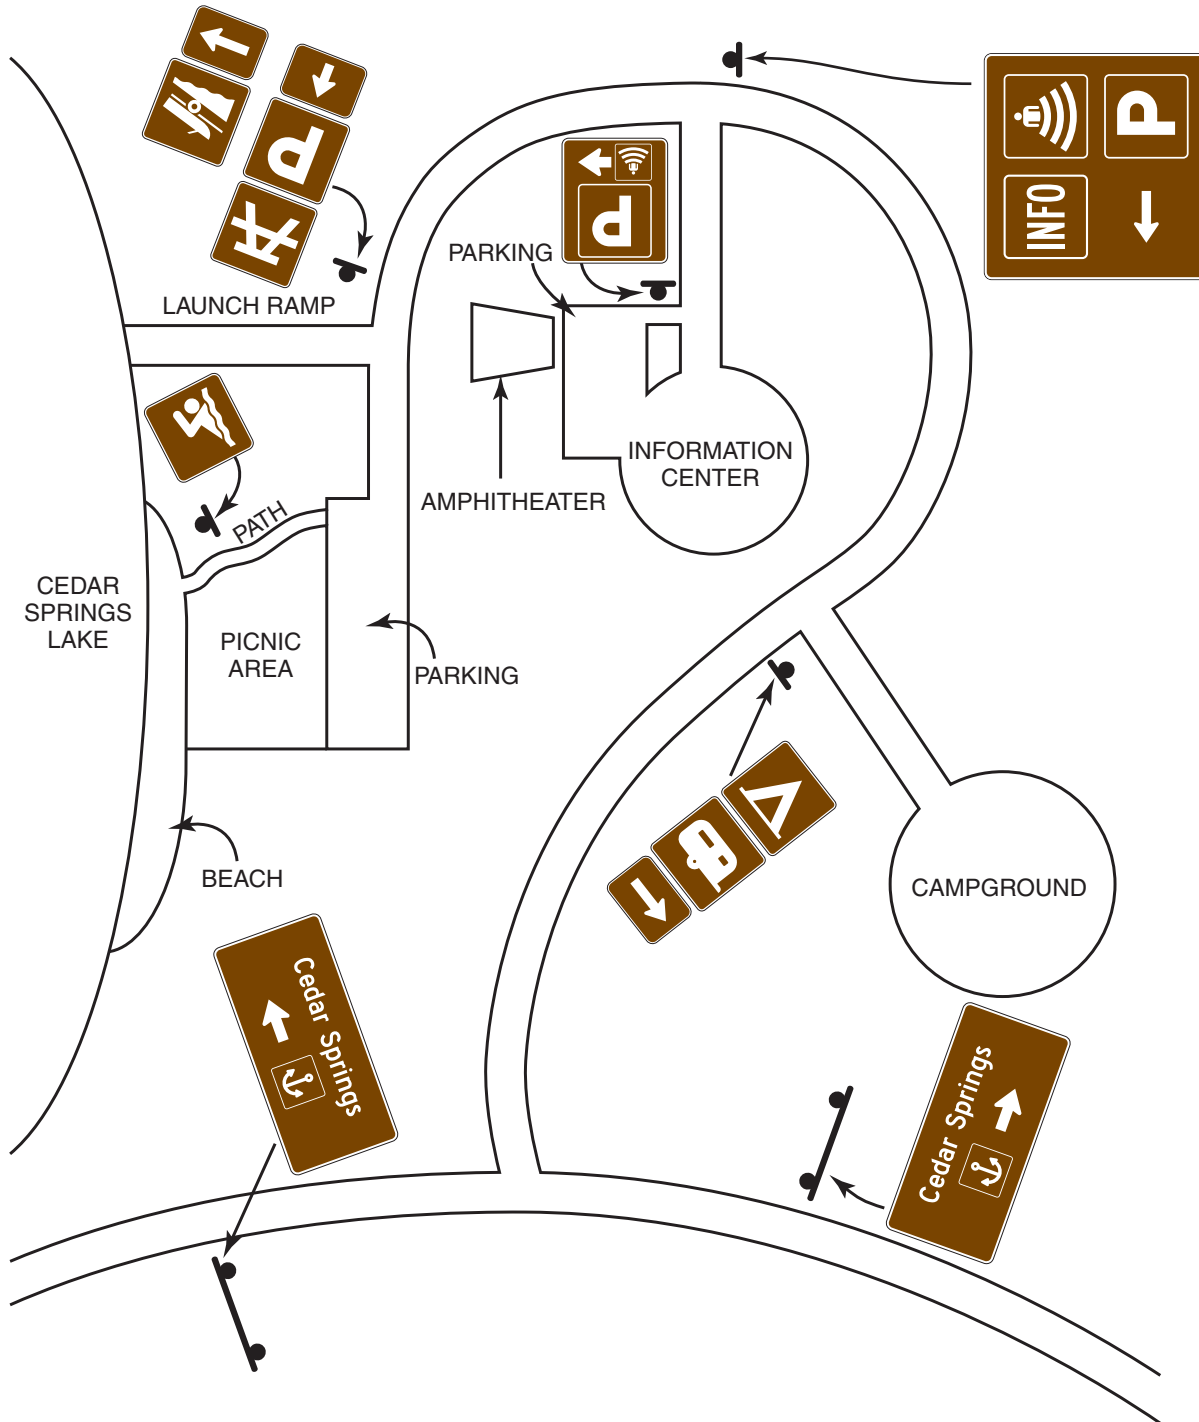 P
INFO
P
P
PARKING
LAUNCH RAMP
INFORMATION
CENTER
AMPHITHEATER
PATH
CEDAR
SPRINGS
LAKE
PICNIC
AREA
PARKING
BEACH
CAMPGROUND
Cedar Springs
Cedar Springs